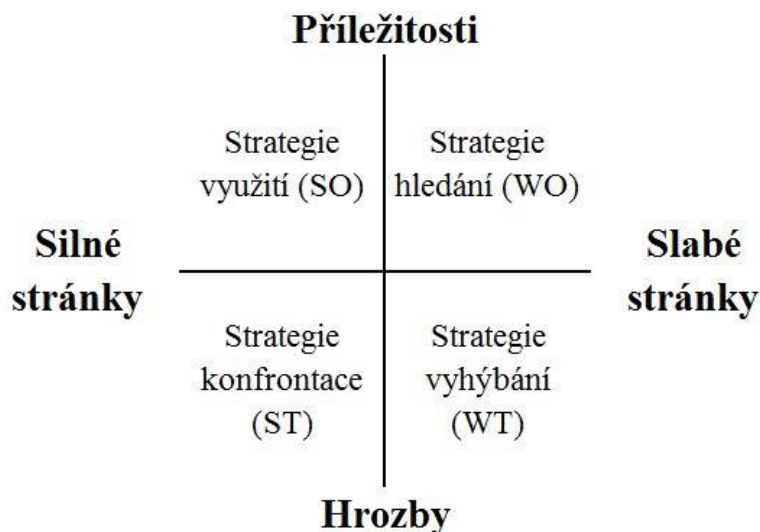 Příležitosti
Strategie
využití (SO)
Strategie
hledání (WO)
Silné
stránky
Slabé
stránky
Strategie
konfrontace
(ST)
Strategie
vyhýbání
(WT)
Hrozby